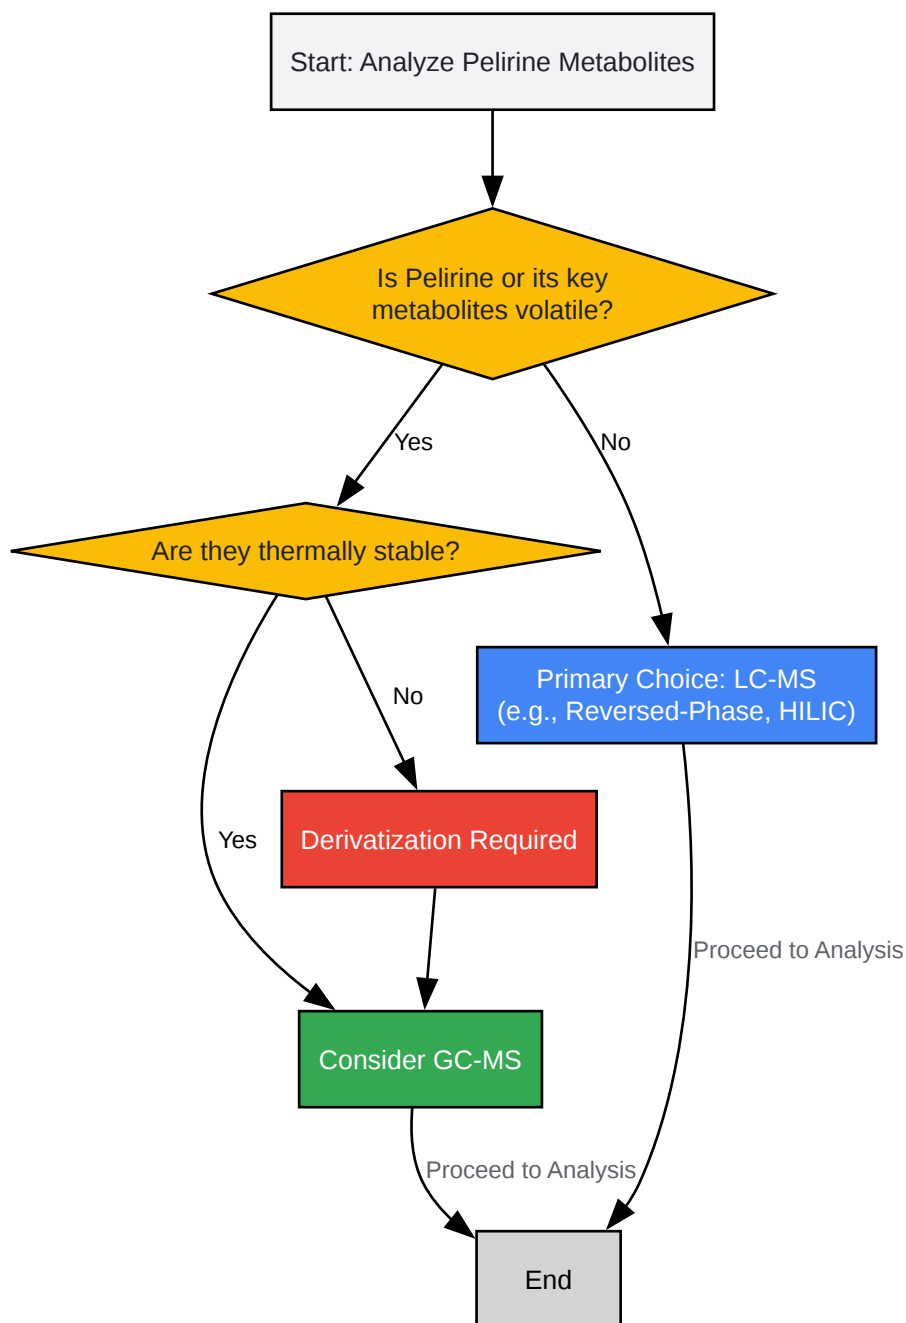 Start: Analyze Pelirine Metabolites
Is Pelirine or its key
metabolites volatile?
Yes
No
Are they thermally stable?
Primary Choice: LC-MS
(e.g., Reversed-Phase, HILIC)
No
Derivatization Required
Yes
Proceed to Analysis
Consider GC-MS
Proceed to Analysis
End